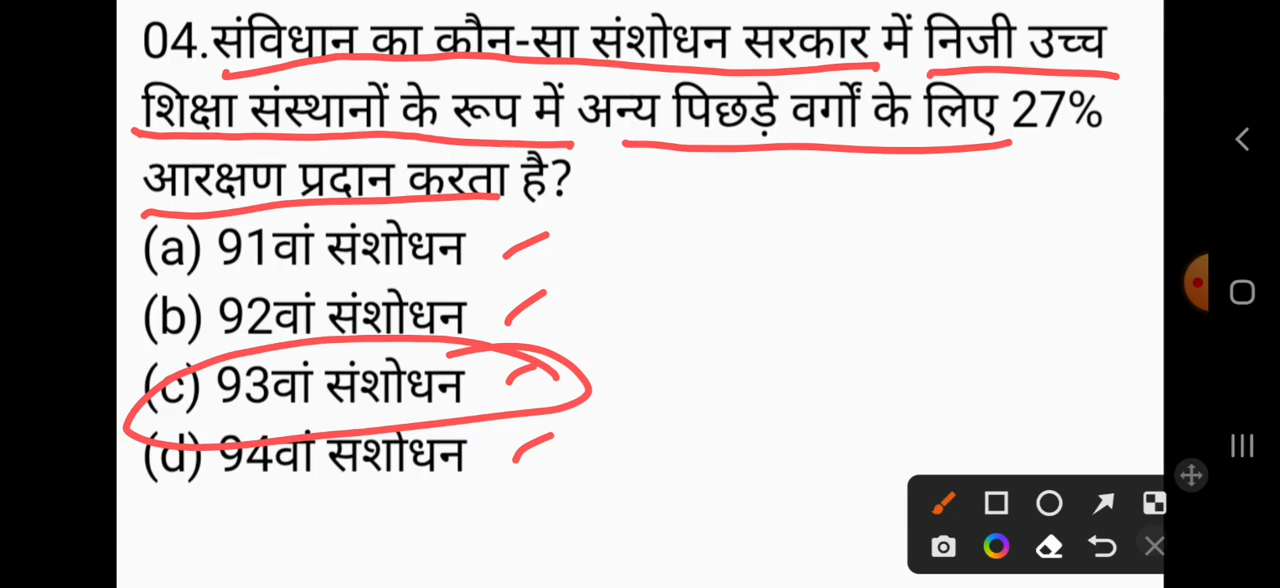 04.संविधान का कौन-सा संशोधन सरकार में निजी उच्च
शिक्षा संस्थानों के रूप में अन्य पिछड़े वर्गों के लिए 27%
आरक्षण प्रदान करता है?
(a) 91वां संशोधन
(b) 92वां संशोधन
(c) 93वां संशोधन
(d) 94वां संशोधन